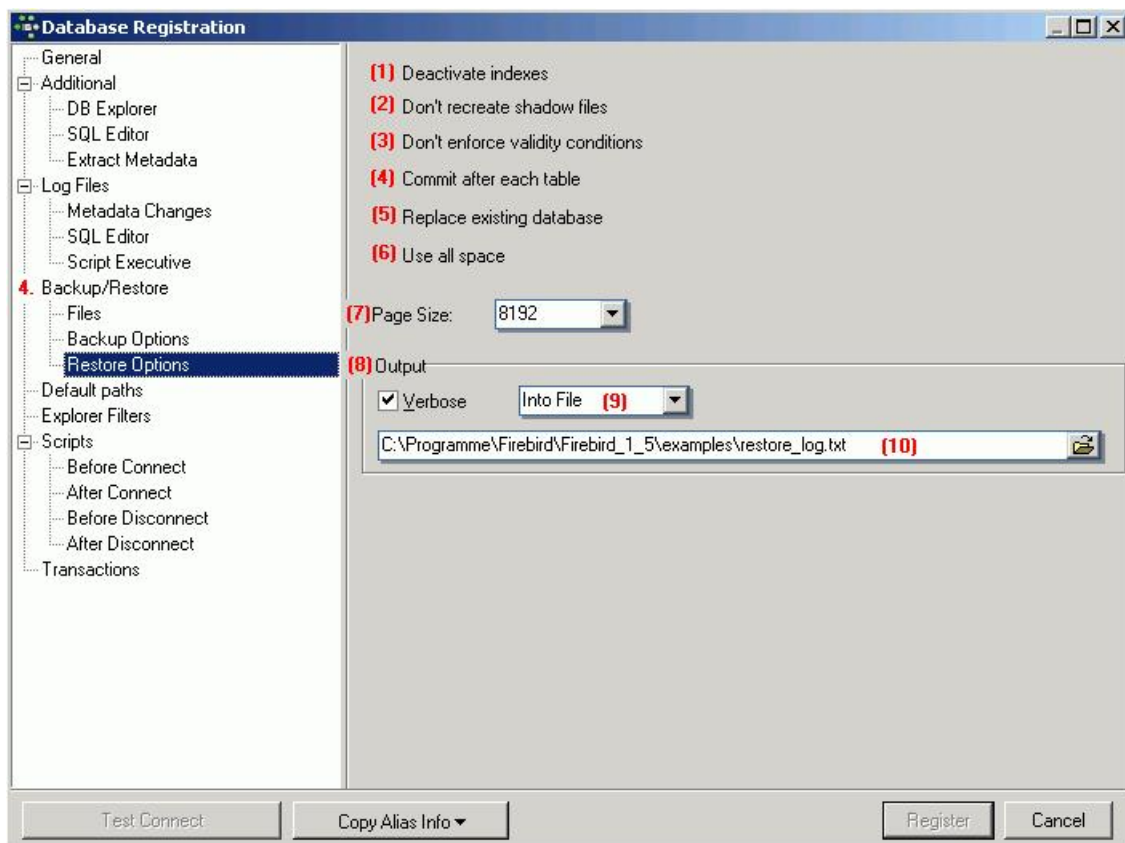 Database Registration
General
Additional
DB Explorer
SQL Editor
Extract Metadata
Log Files
Metadata Changes
SQL Editor
Script Executive
4. Backup/Restore
Files
Backup Options
Restore Options
Default paths
Explorer Filters
Scripts
Before Connect
After Connect
Before Disconnect
After Disconnect
Transactions
(1) Deactivate indexes
(2) Don't recreate shadow files
(3) Don't enforce validity conditions
(4) Commit after each table
(5) Replace existing database
(6) Use all space
(7) Page Size: 8192
(8) Output
Verbose Into File (9)
C:\Programme\Firebird\Firebird_1_5\examples\restore_log.txt (10)
Test Connect Copy Alias Info Register Cancel